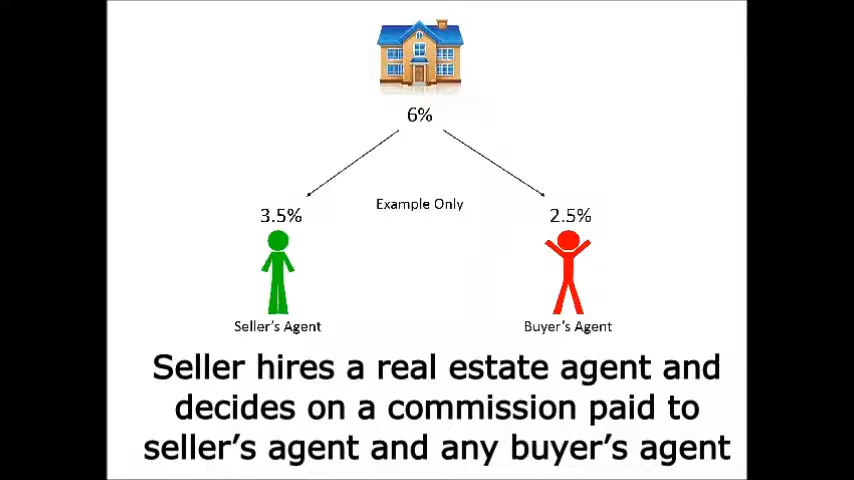 6%
Example Only
3.5%
2.5%
Seller's Agent
Buyer's Agent
Seller hires a real estate agent and
decides on a commission paid to
seller's agent and any buyer's agent